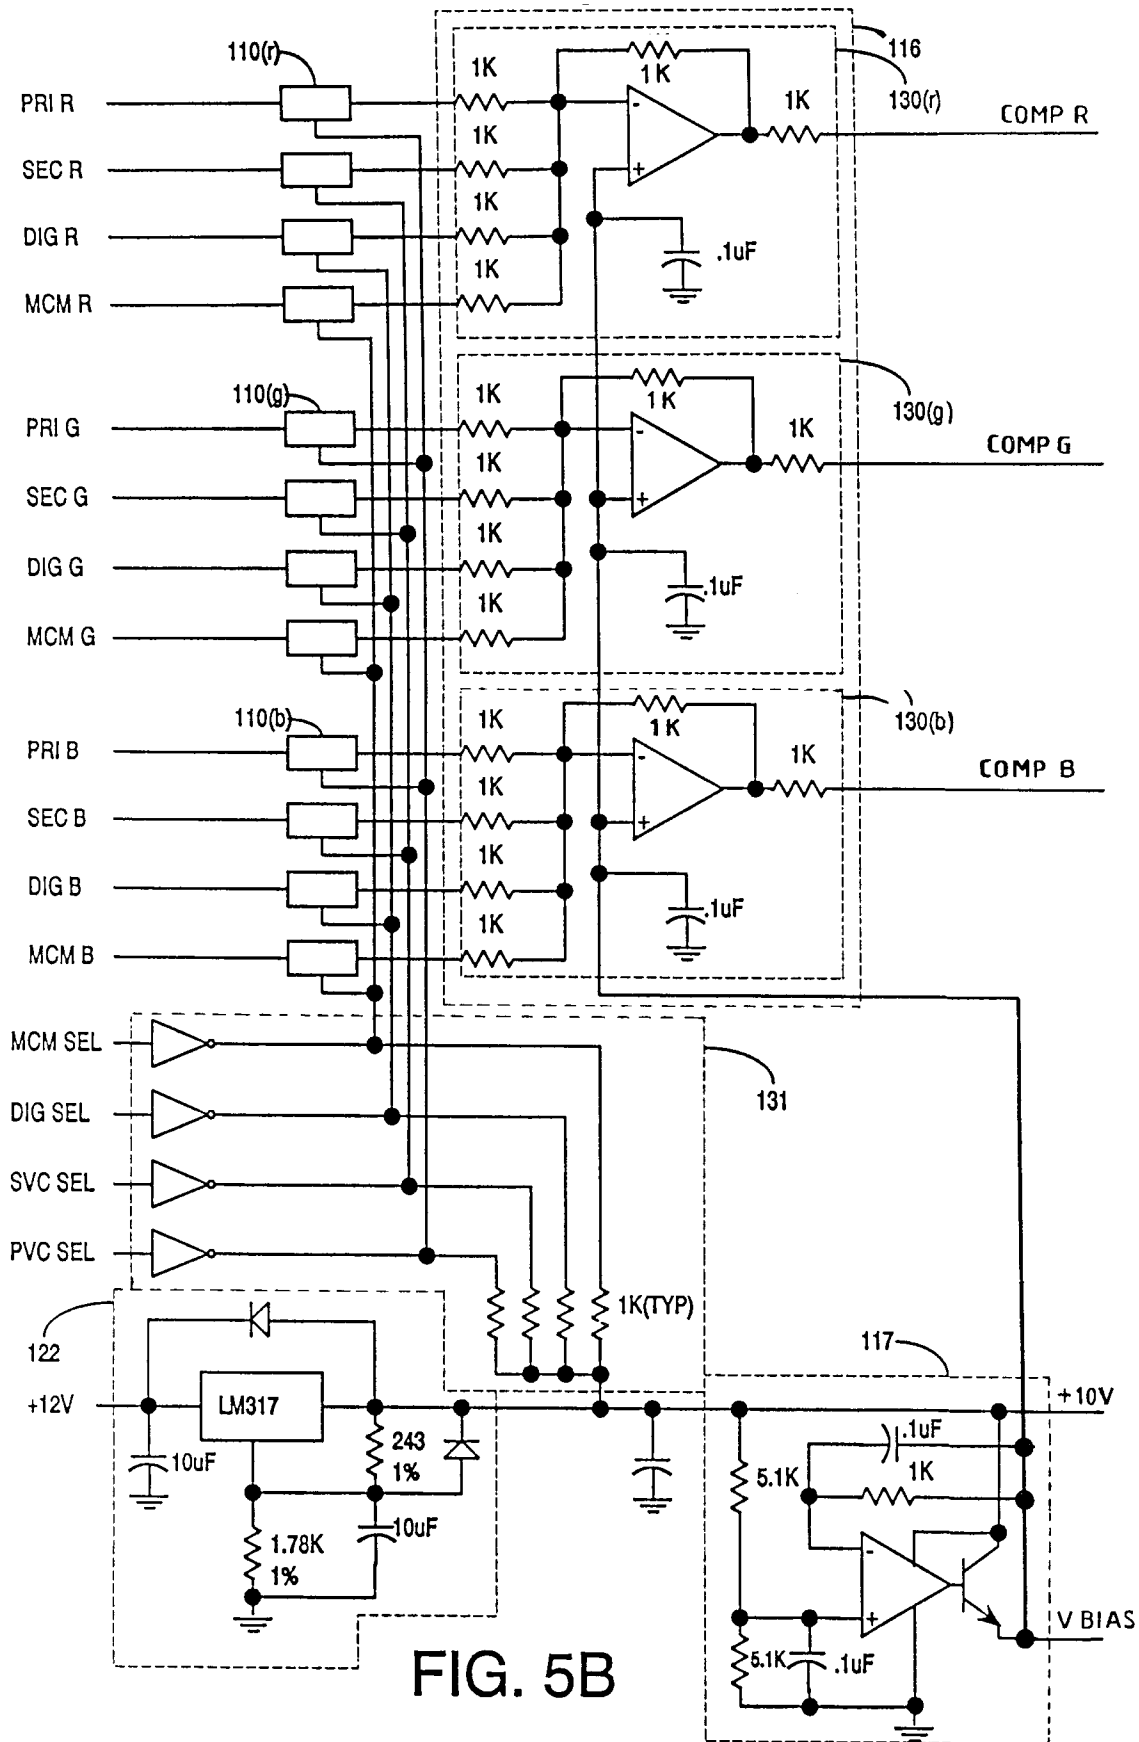 116
110(r)
1K
1K
130(r)
PRI R
-
1K
COMP R
1K
SEC R
+
1K
DIG R
.1uF
1K
MCM R
110(g)
1K
1K
130(g)
PRI G
-
1K
COMP G
1K
SEC G
+
1K
DIG G
.1uF
1K
MCM G
110(b)
1K
1K
130(b)
PRI B
-
1K
COMP B
1K
SEC B
+
1K
DIG B
.1uF
1K
MCM B
MCM SEL
131
DIG SEL
SVC SEL
PVC SEL
1K(TYP)
122
117
+12V
LM317
+10V
243
1%
10uF
.1uF
5.1K
1K
10uF
1.78K
1%
-
+
V BIAS
5.1K
.1uF
FIG. 5B